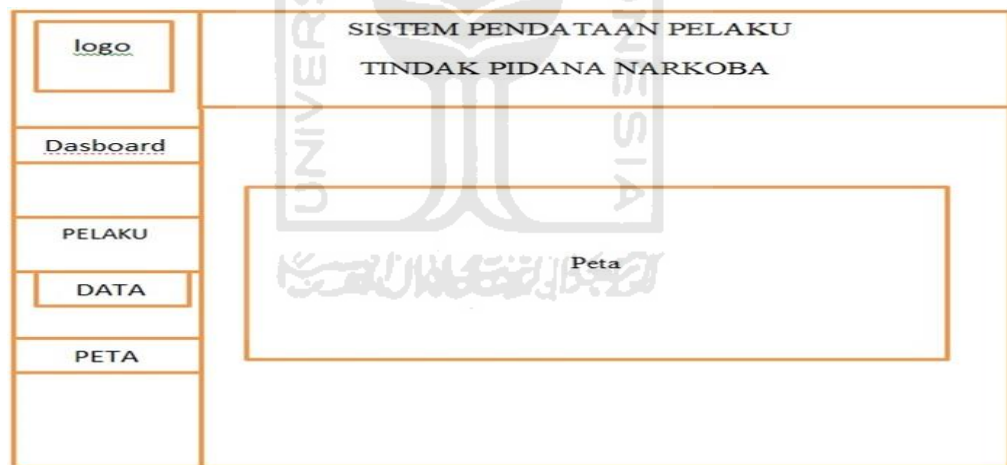 logo
SISTEM PENDATAAN PELAKU
TINDAK PIDANA NARKOBA
Dasboard
PELAKU
DATA
PETA
Peta